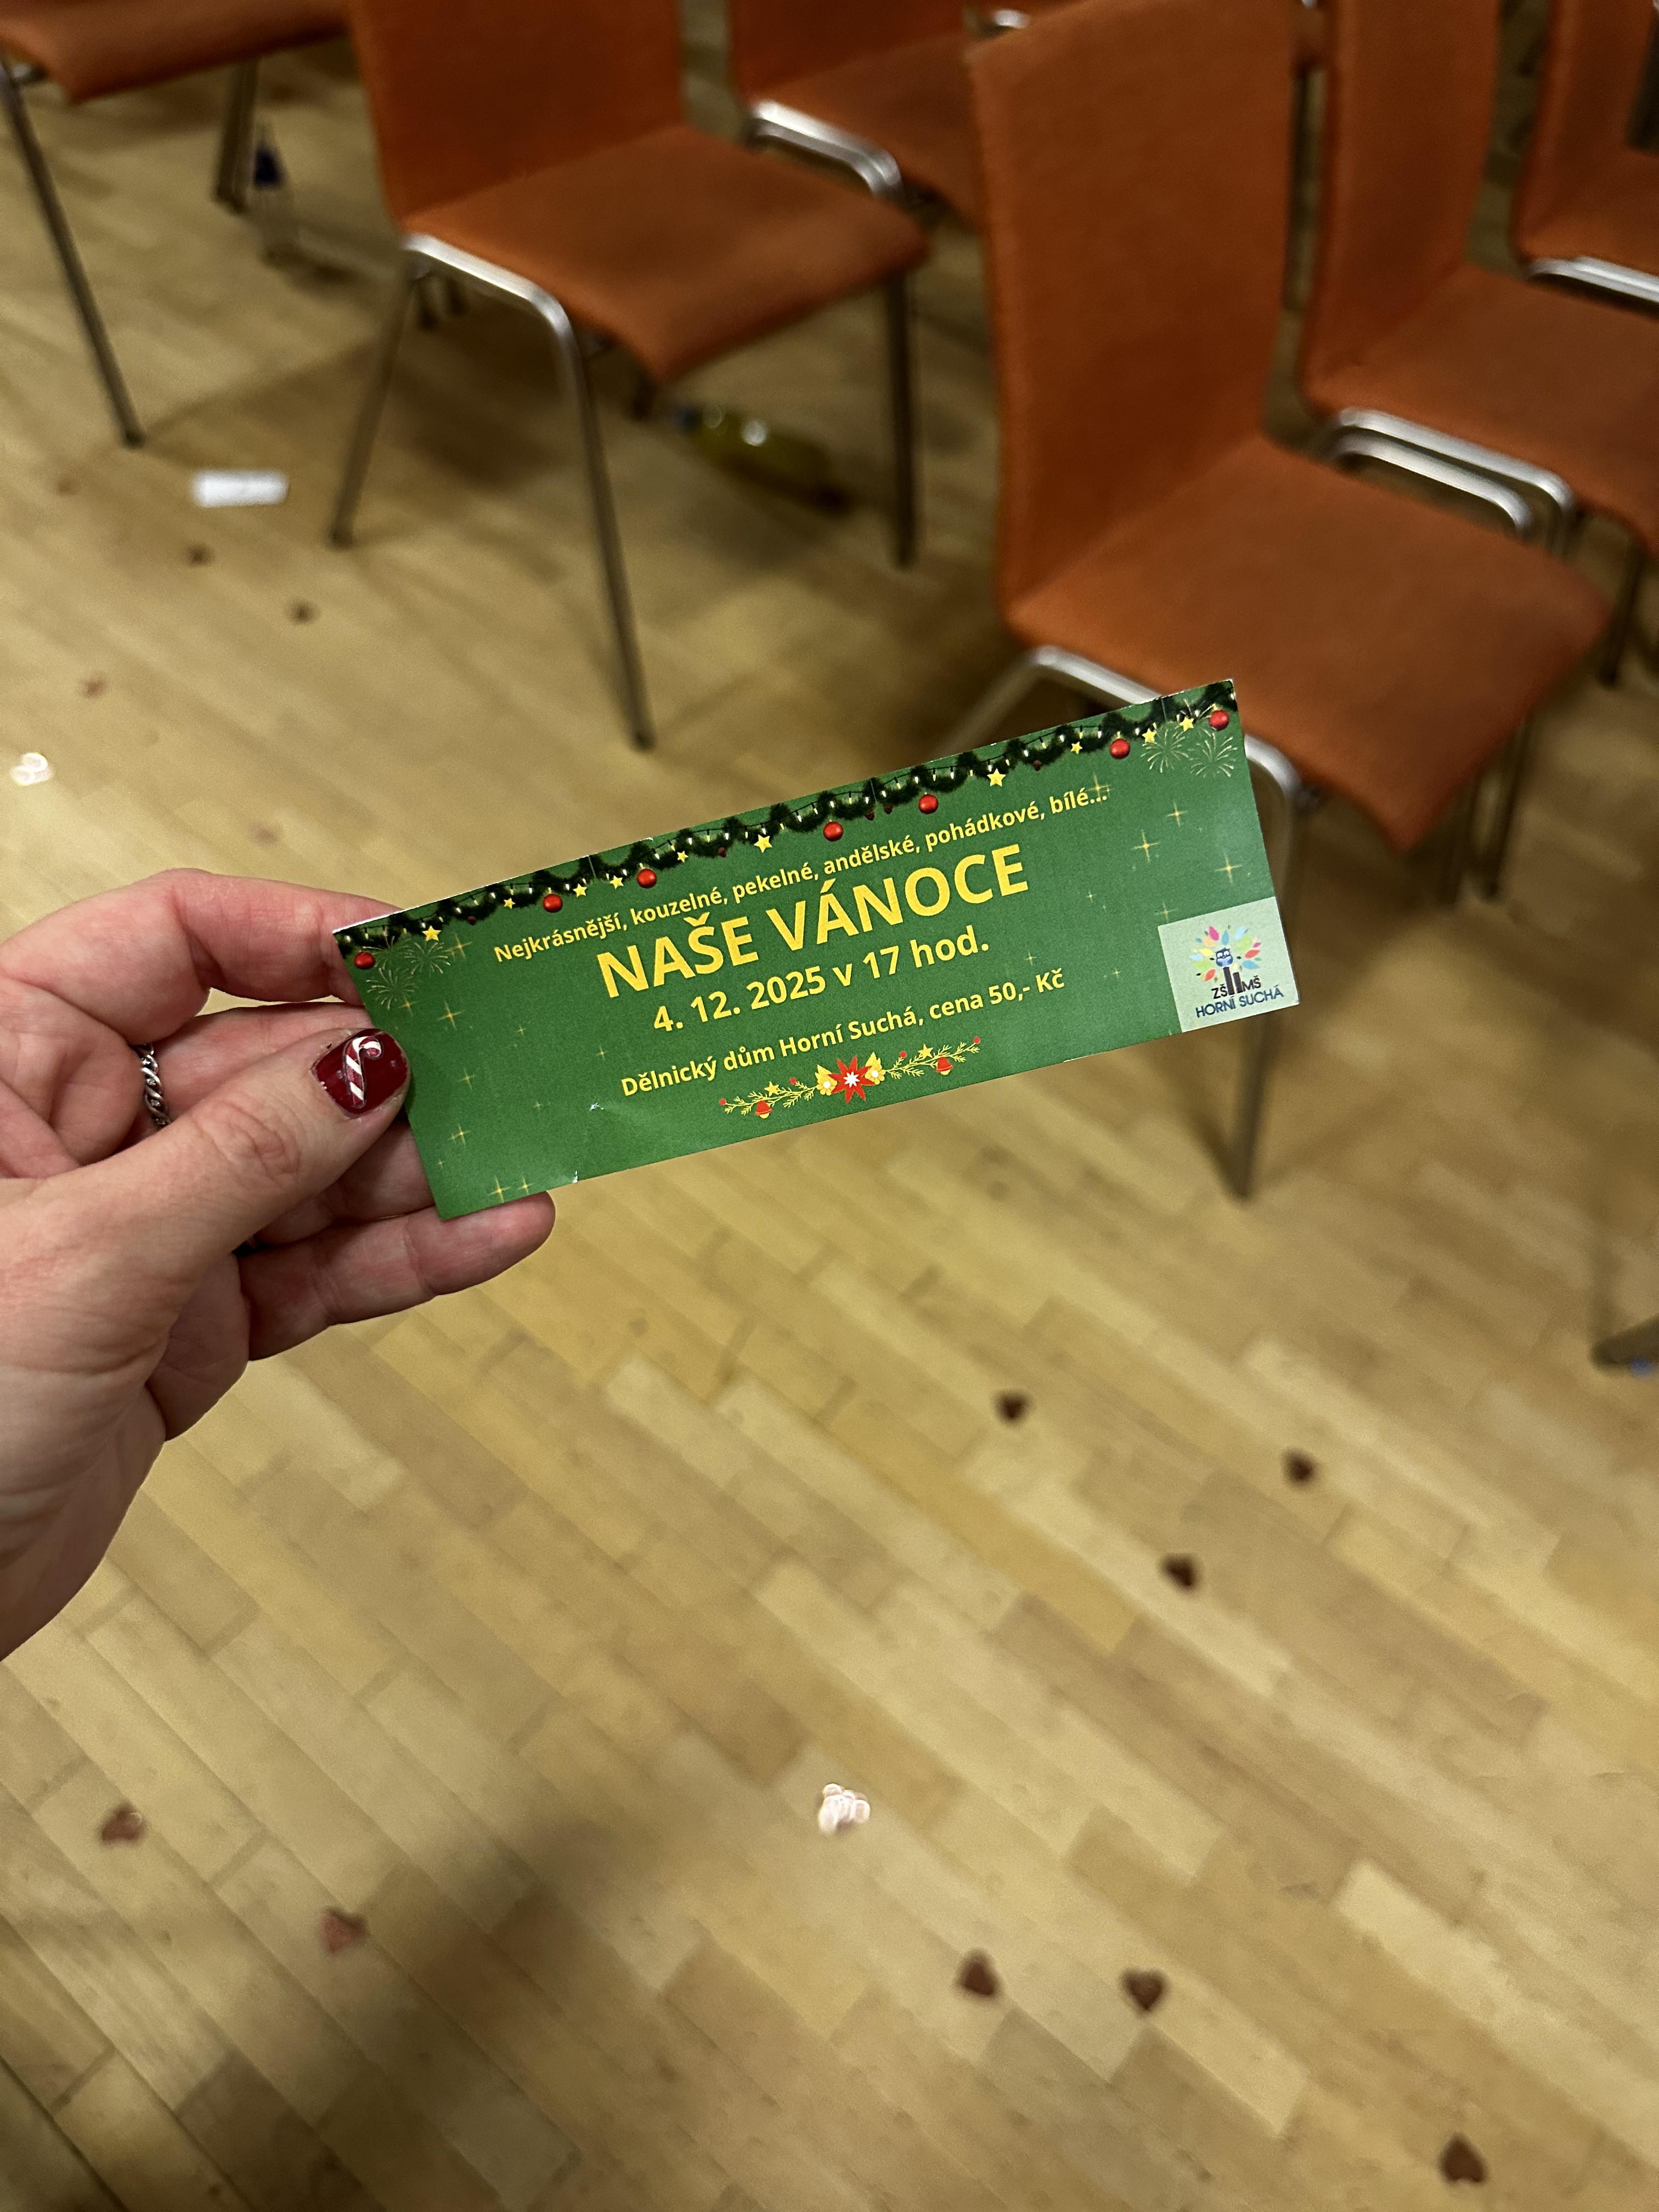 Nejkrásnější, kouzelné, pekelné, andělské, pohádkové, bílé...
NAŠE VÁNOCE
4. 12. 2025 v 17 hod.
Dělnický dům Horní Suchá, cena 50,- Kč
ZŠ MŠ
HORNÍ SUCHÁ